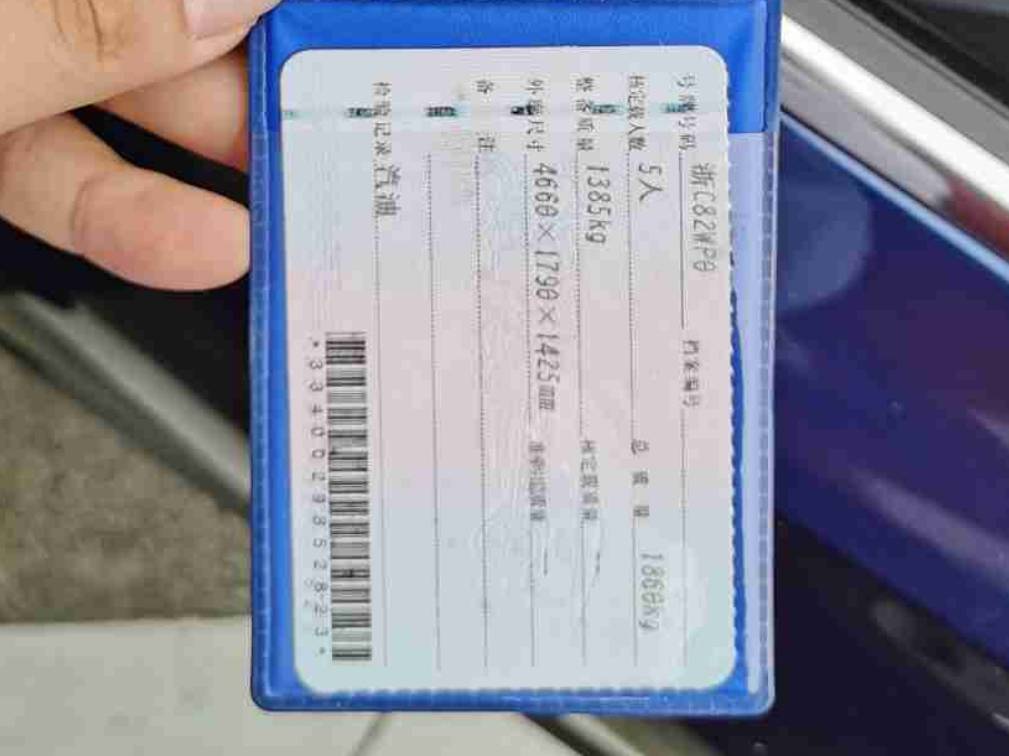 号牌号码 浙C82WP0 档案编号
核定载人数 5人 总质量 1860kg
整备质量 1385kg 核定载质量 --
外廓尺寸 4660×1790×1425mm 准牵引总质量 --
备注
检验记录 汽油
*3340029852823*